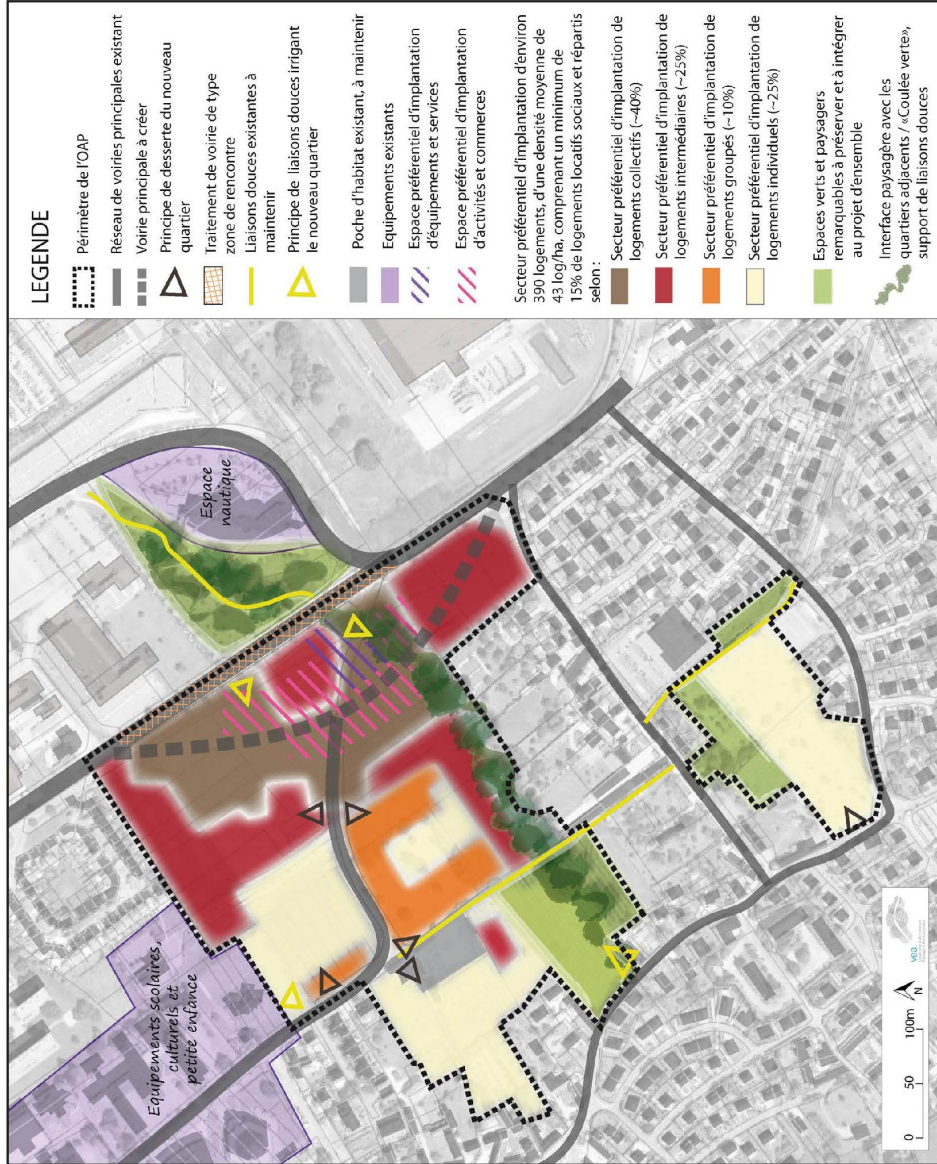 LEGENDE
Périmètre de l'OAP
Réseau de voiries principales existant
Voirie principale à créer
Principe de desserte du nouveau
quartier
Traitement de voirie de type
zone de rencontre
Liaisons douces existantes à
maintenir
Principe de liaisons douces irrigant
le nouveau quartier
Poche d'habitat existant, à maintenir
Equipements existants
Espace préférentiel d'implantation
d'équipements et services
Espace préférentiel d'implantation
d'activités et commerces
Secteur préférentiel d'implantation d'environ
390 logements, d'une densité moyenne de
43 log/ha, comprenant un minimum de
15% de logements locatifs sociaux et répartis
selon :
Secteur préférentiel d'implantation de
logements collectifs (~40%)
Secteur préférentiel d'implantation de
logements intermédiaires (~25%)
Secteur préférentiel d'implantation de
logements groupés (~10%)
Secteur préférentiel d'implantation de
logements individuels (~25%)
Espaces verts et paysagers
remarquables à préserver et à intégrer
au projet d'ensemble
Interface paysagère avec les
quartiers adjacents / «Coulée verte»,
support de liaisons douces
Espace
nautique
Equipements scolaires,
culturels et
petite enfance
0 50 100m N
vea